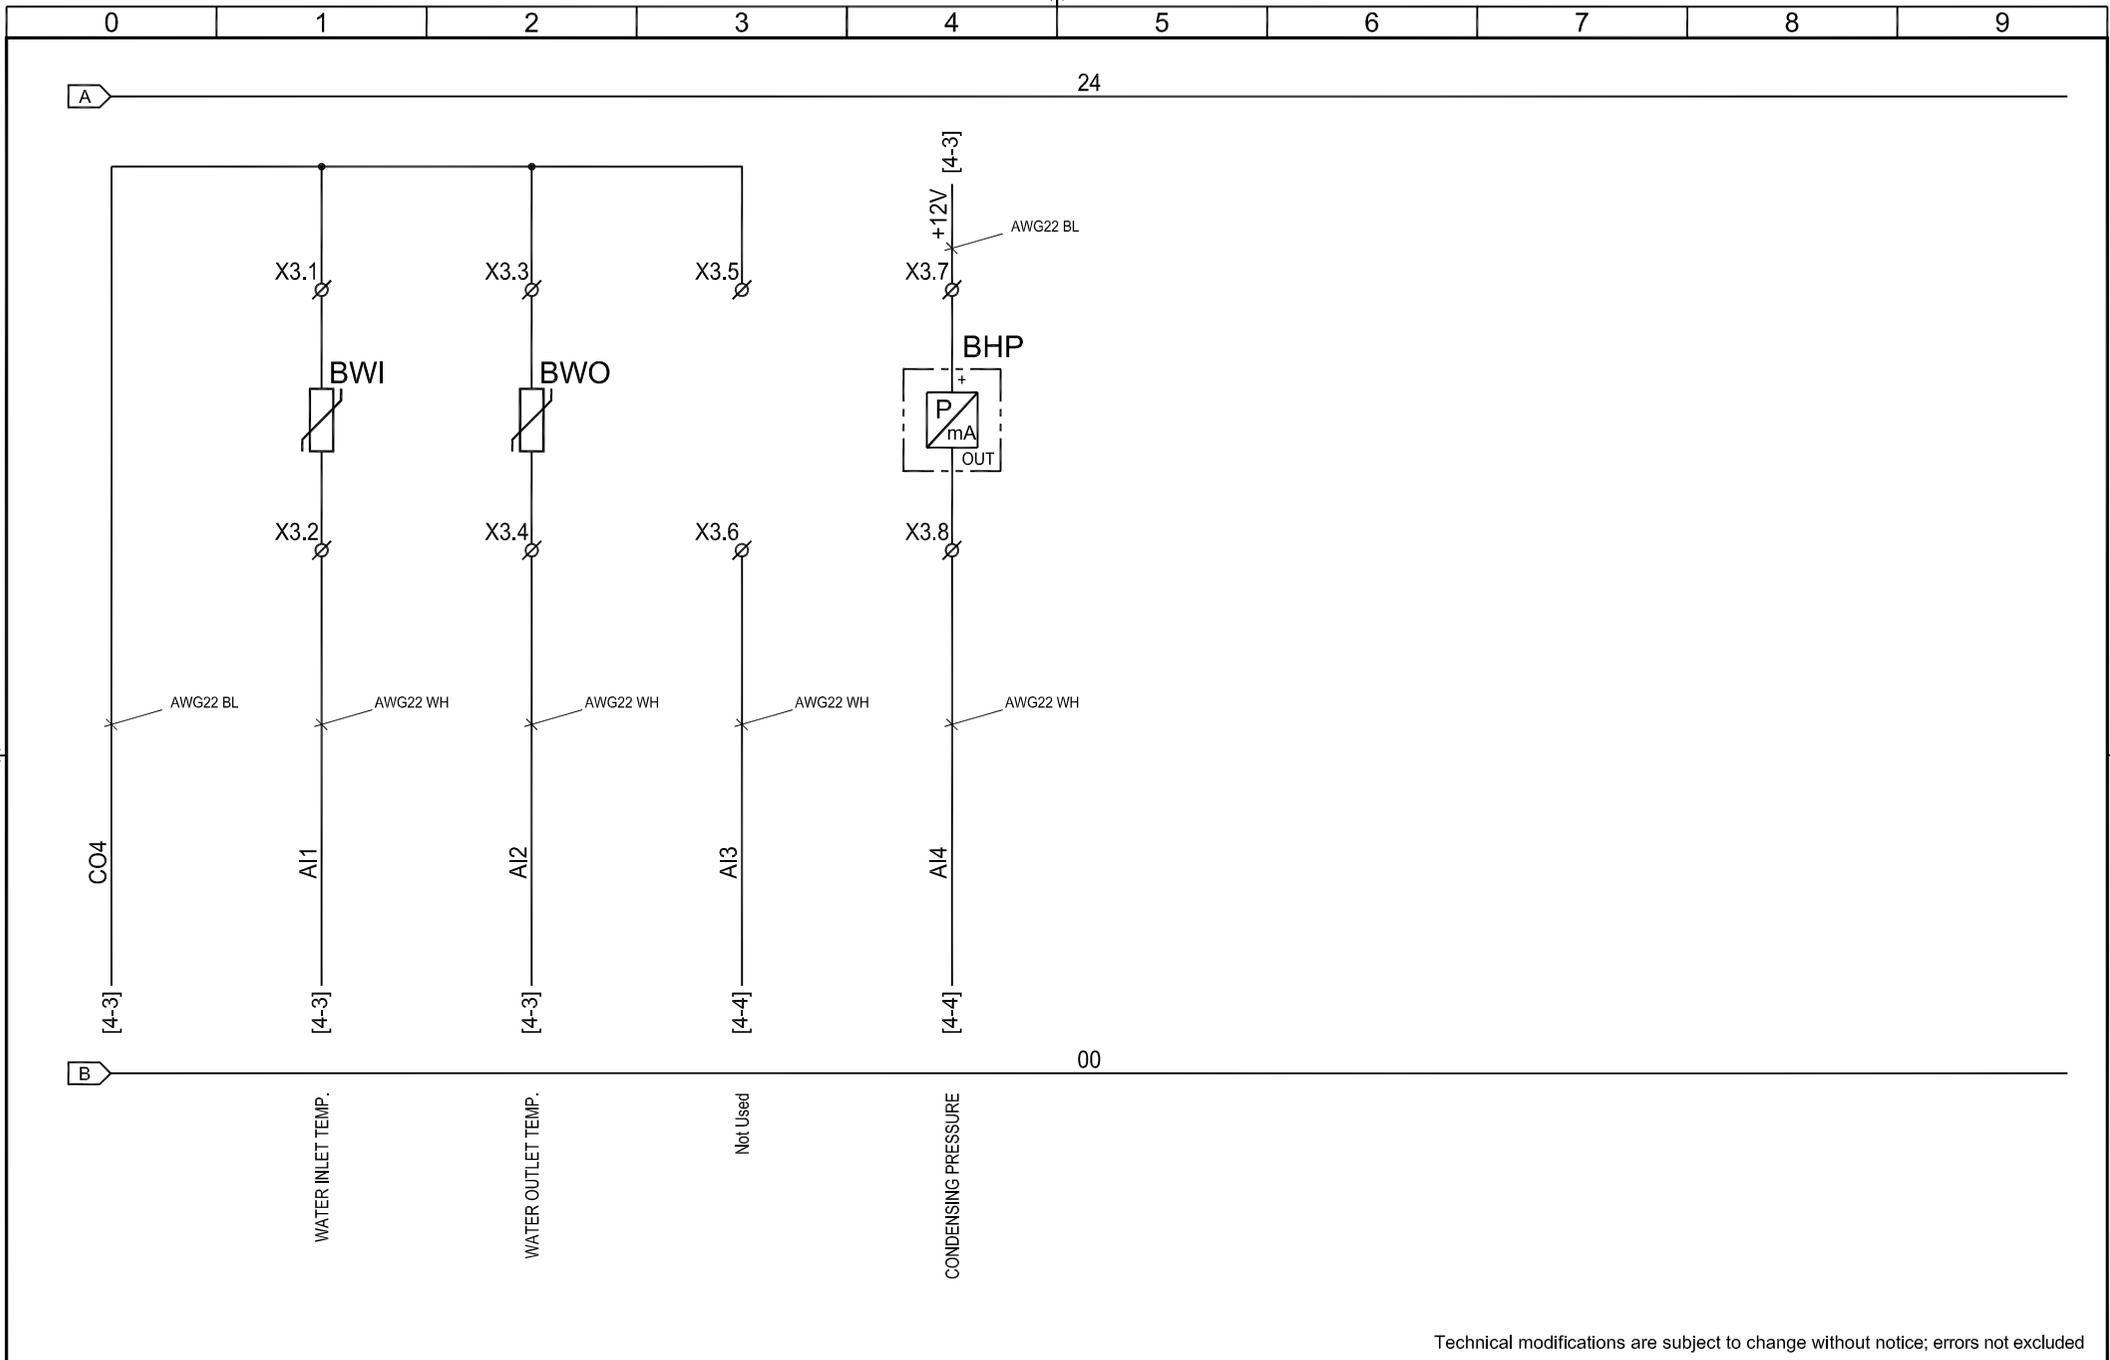 0 1 2 3 4 5 6 7 8 9
A 24
[4-3]
+12V
AWG22 BL
X3.1 X3.3 X3.5 X3.7
BHP
BWI BWO
+
P
mA
OUT
X3.2 X3.4 X3.6 X3.8
AWG22 BL AWG22 WH AWG22 WH AWG22 WH AWG22 WH
CO4 AI1 AI2 AI3 AI4
[4-3] [4-3] [4-3] [4-4] [4-4]
B 00
WATER INLET TEMP.
WATER OUTLET TEMP.
Not Used
CONDENSING PRESSURE
Technical modifications are subject to change without notice; errors not excluded